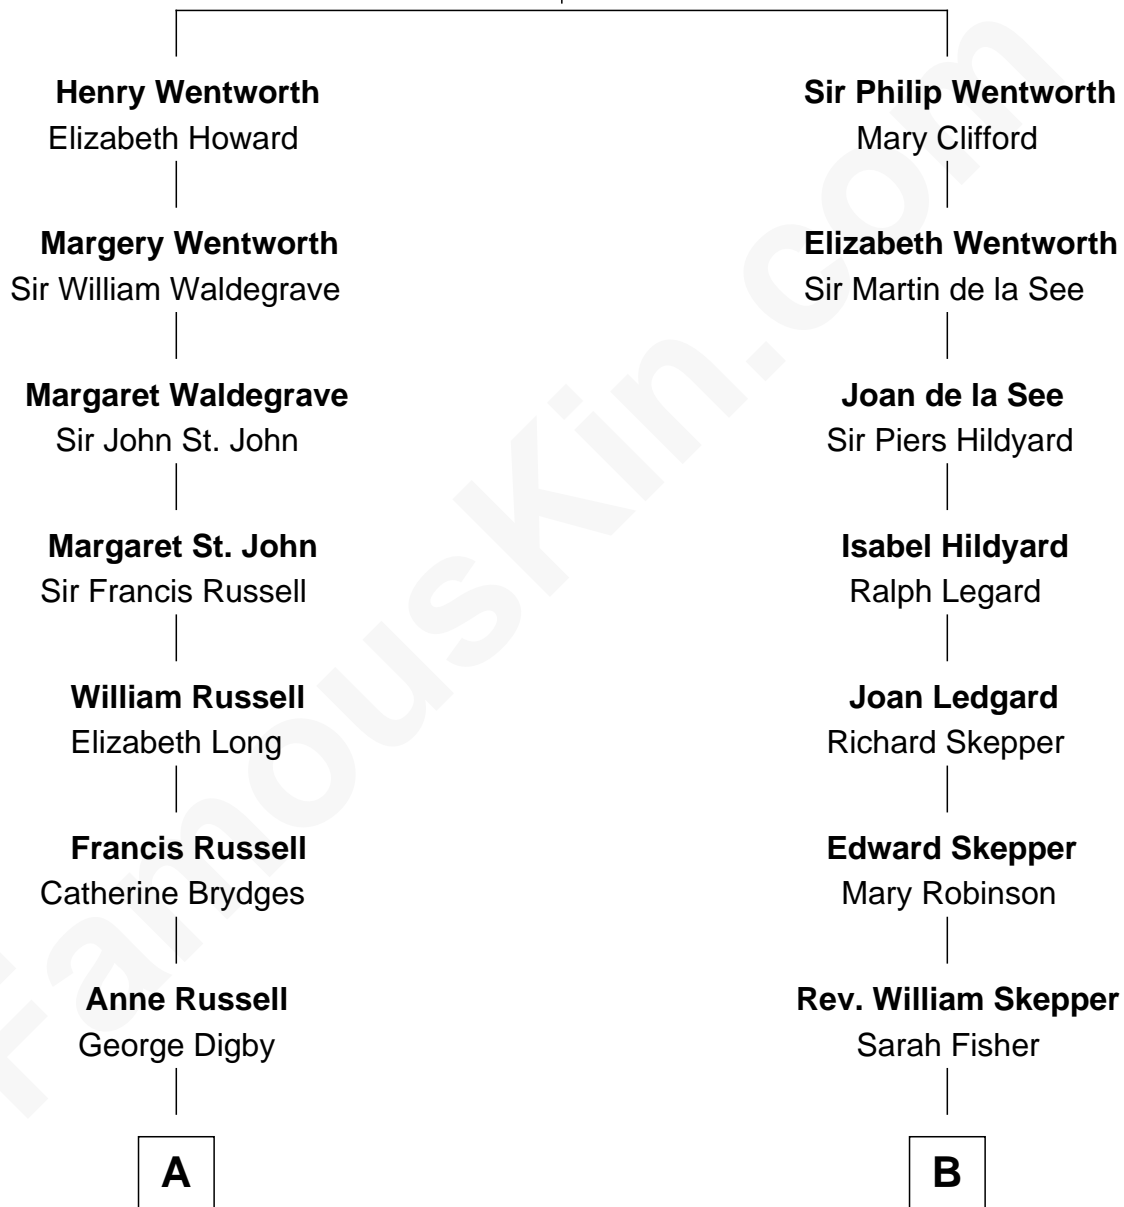 Henry Wentworth
Elizabeth Howard
Margery Wentworth
Sir William Waldegrave
Margaret Waldegrave
Sir John St. John
Margaret St. John
Sir Francis Russell
William Russell
Elizabeth Long
Francis Russell
Catherine Brydges
Anne Russell
George Digby
A
Sir Philip Wentworth
Mary Clifford
Elizabeth Wentworth
Sir Martin de la See
Joan de la See
Sir Piers Hildyard
Isabel Hildyard
Ralph Legard
Joan Ledgard
Richard Skepper
Edward Skepper
Mary Robinson
Rev. William Skepper
Sarah Fisher
B
FamousKin.com